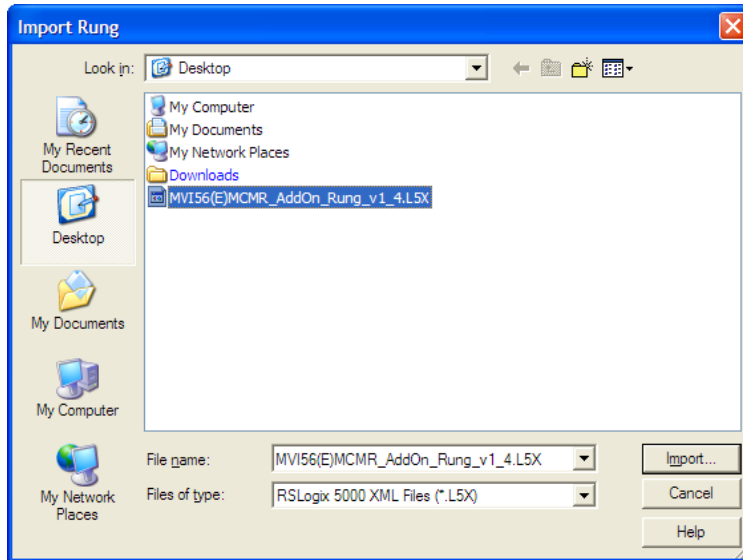 Import Rung
Look in:
Desktop
My Computer
My Documents
My Network Places
Downloads
MVI56(E)MCMR_AddOn_Rung_v1_4.L5X
My Recent
Documents
Desktop
My Documents
My Computer
My Network
Places
File name:
MVI56(E)MCMR_AddOn_Rung_v1_4.L5X
Import...
Files of type:
RSLogix 5000 XML Files (*.L5X)
Cancel
Help